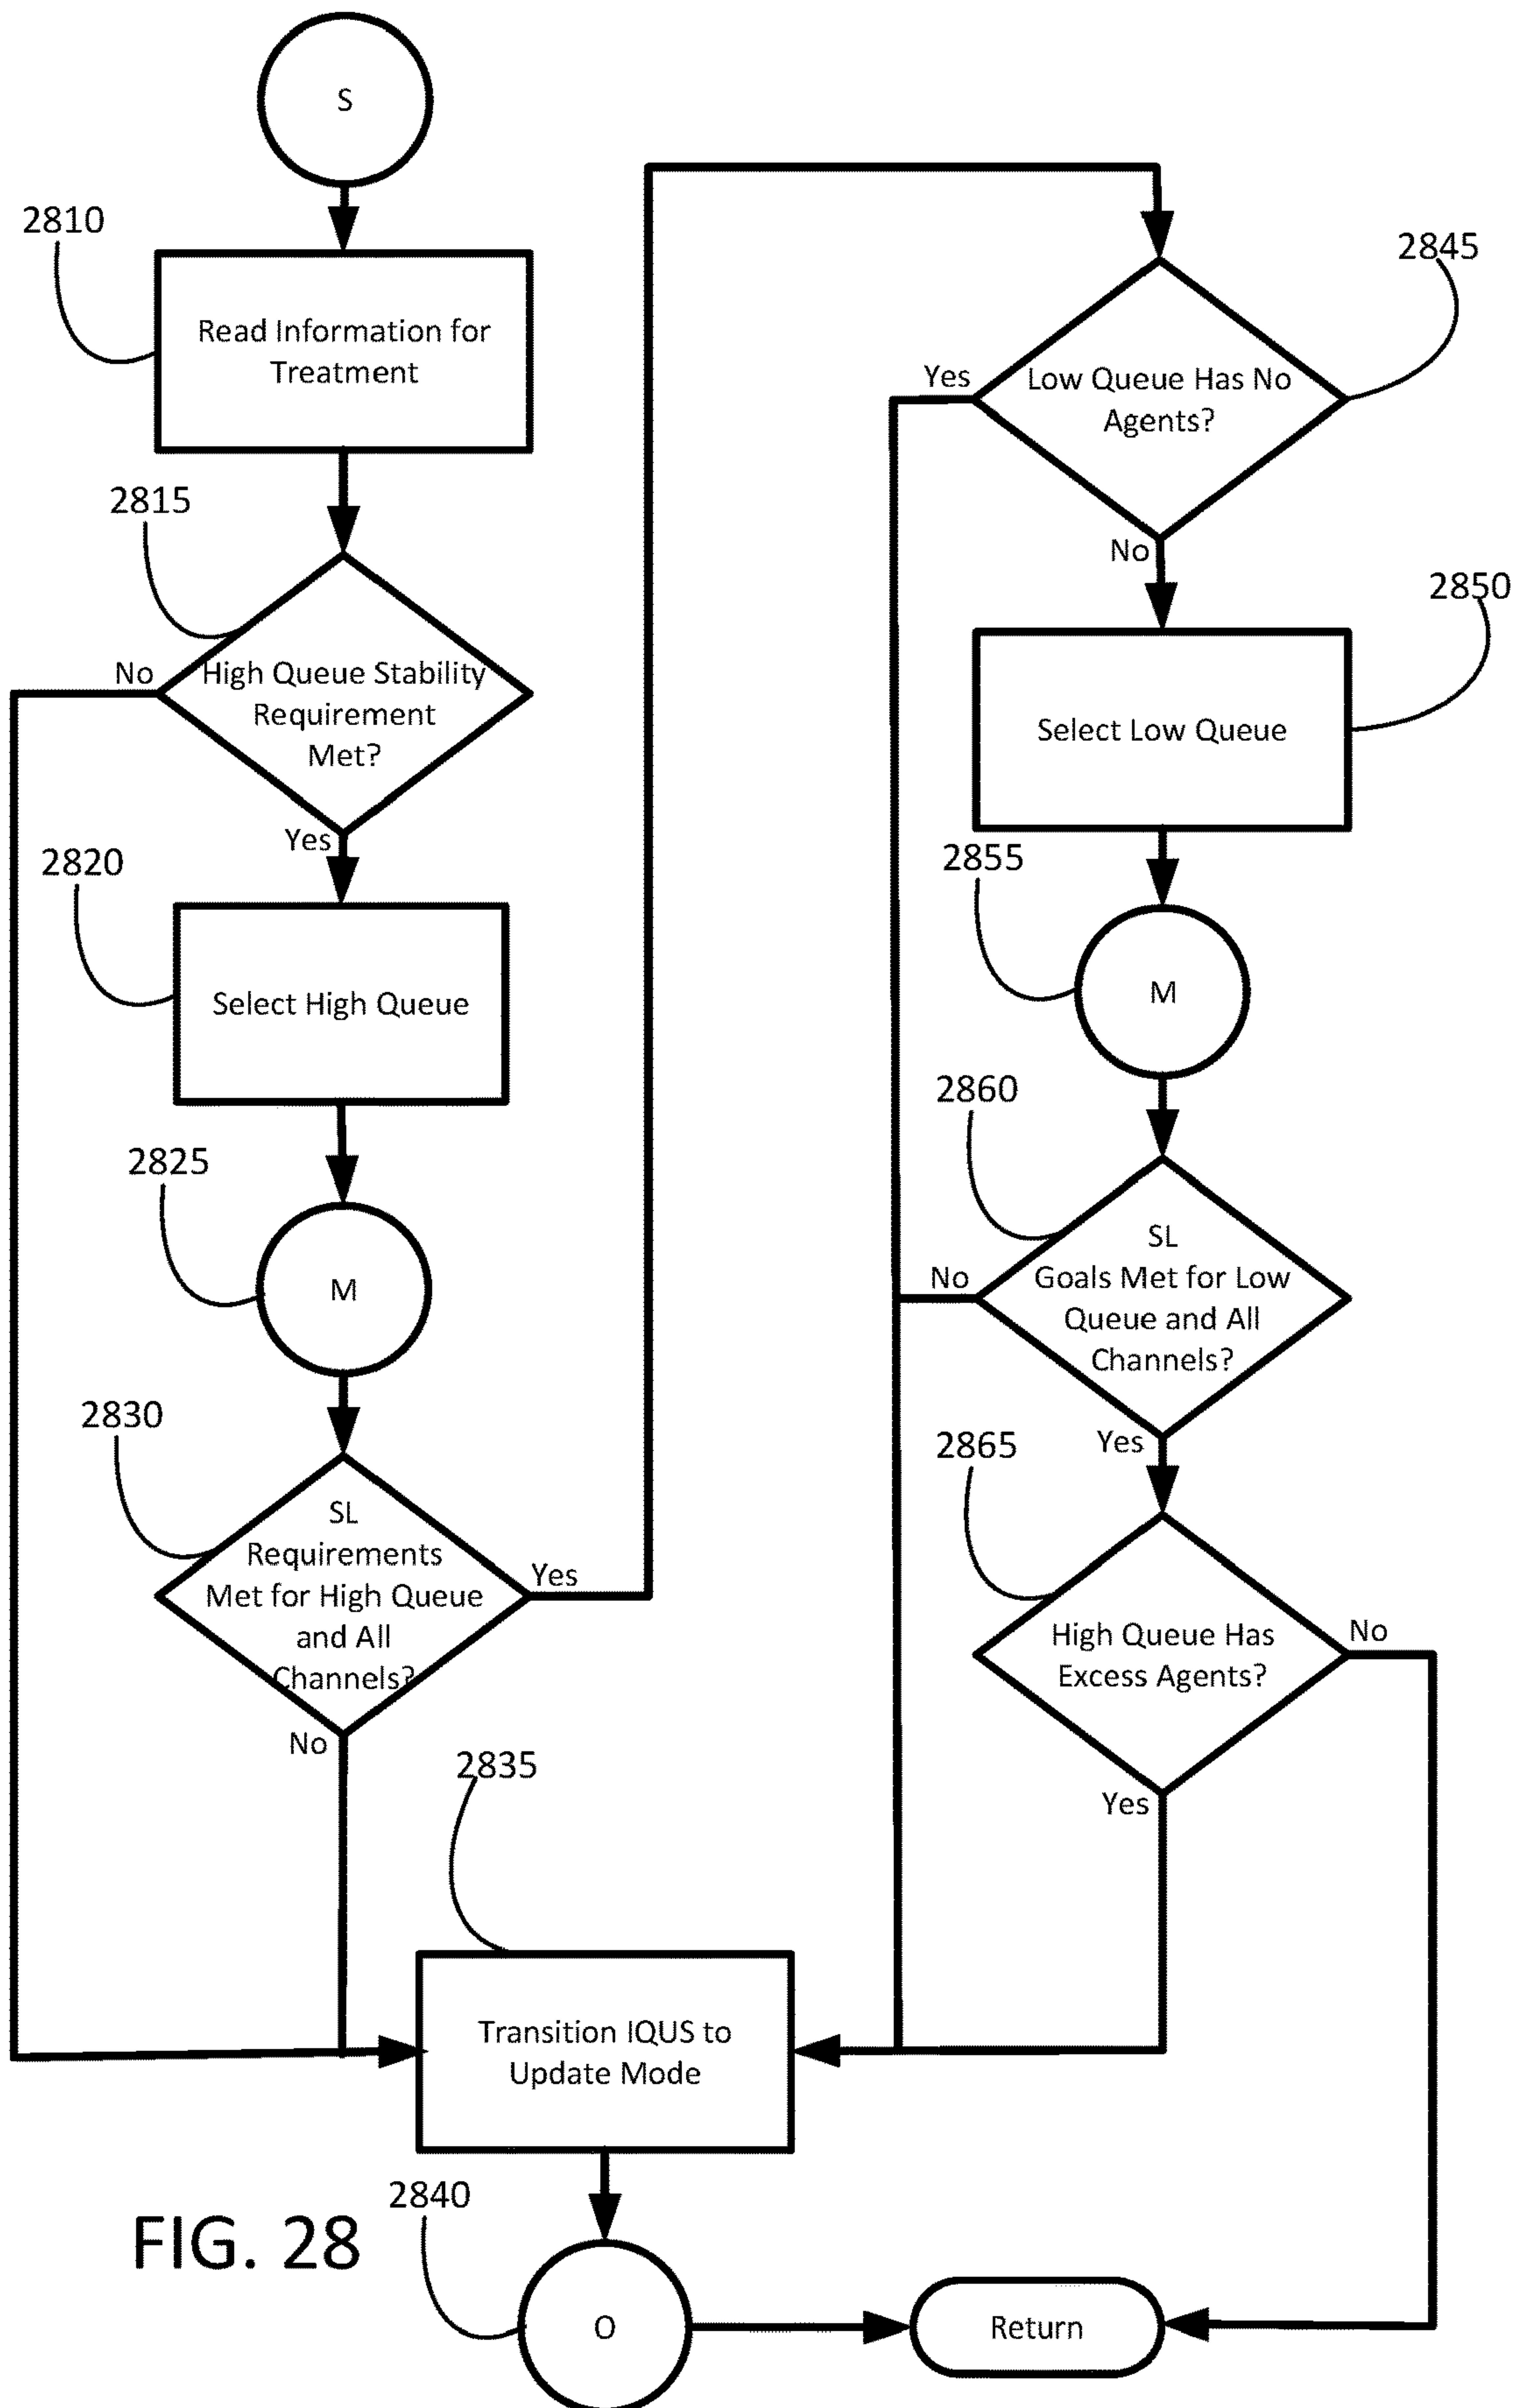 S
2810
Read Information for
Treatment
2815
No
High Queue Stability
Requirement
Met?
Yes
2820
Select High Queue
2825
M
2830
SL
Requirements
Met for High Queue
and All
Channels?
Yes
No
2845
Yes
Low Queue Has No
Agents?
No
2850
Select Low Queue
2855
M
2860
SL
Goals Met for Low
Queue and All
Channels?
No
Yes
2865
High Queue Has
Excess Agents?
No
Yes
2835
Transition IQUS to
Update Mode
2840
O
Return
FIG. 28